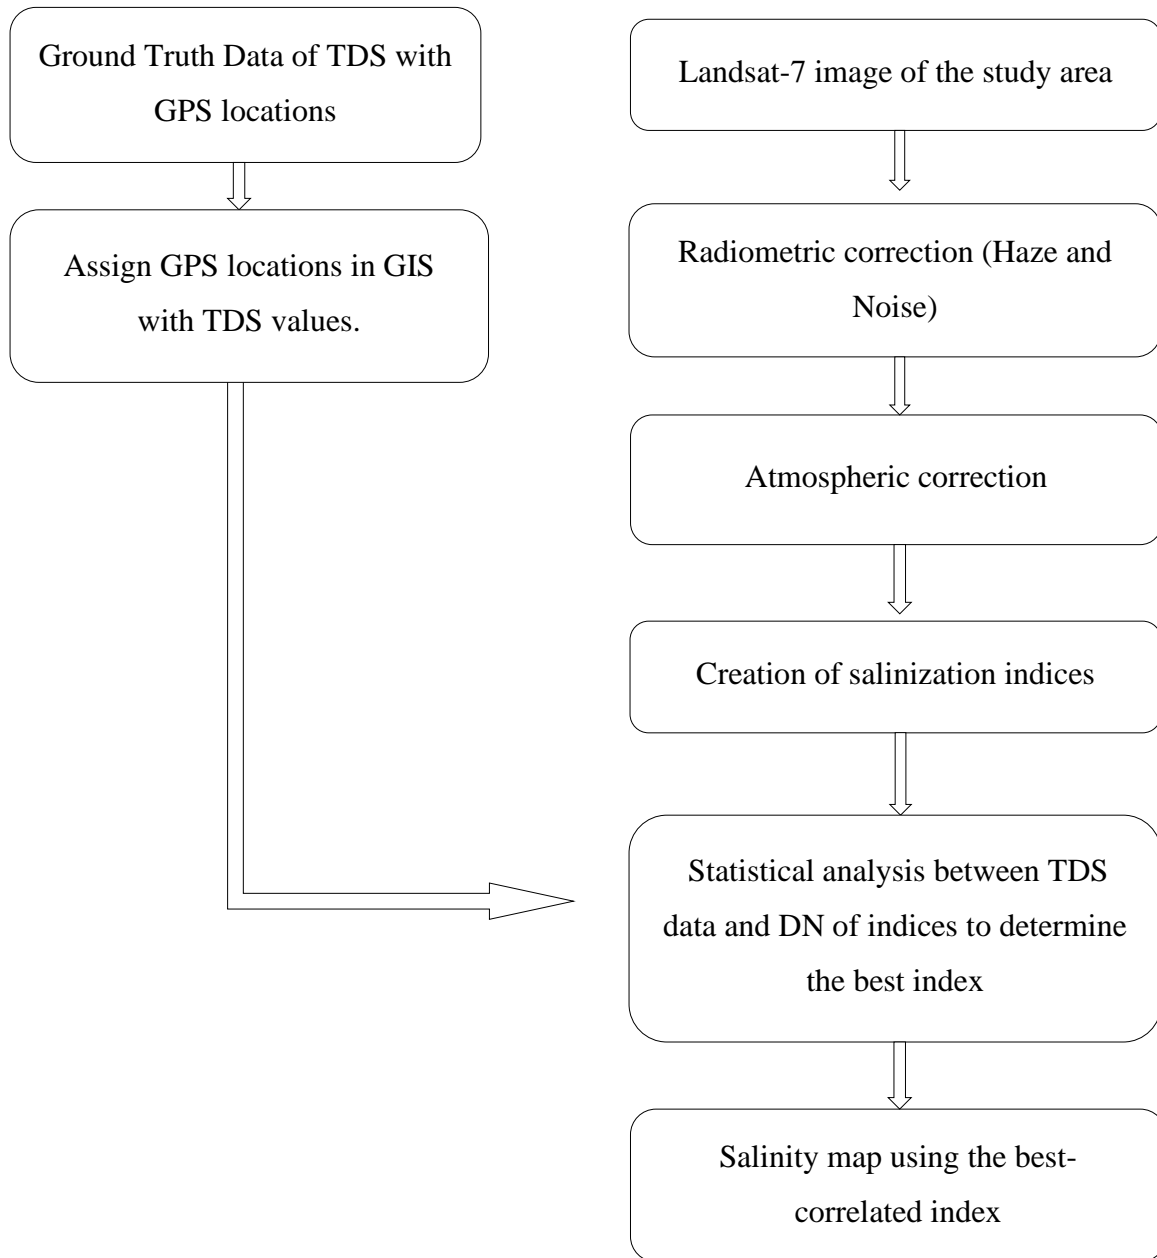 Ground Truth Data of TDS with
GPS locations
Assign GPS locations in GIS
with TDS values.
Landsat-7 image of the study area
Radiometric correction (Haze and
Noise)
Atmospheric correction
Creation of salinization indices
Statistical analysis between TDS
data and DN of indices to determine
the best index
Salinity map using the best-
correlated index